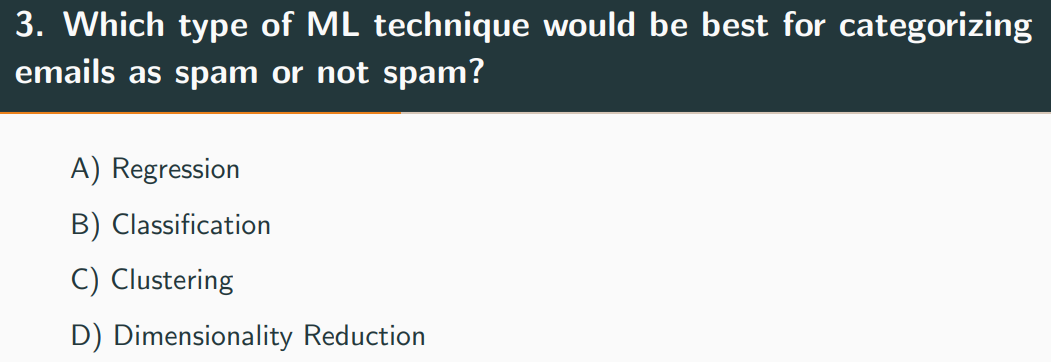 3. Which type of ML technique would be best for categorizing
emails as spam or not spam?
A) Regression
B) Classification
C) Clustering
D) Dimensionality Reduction